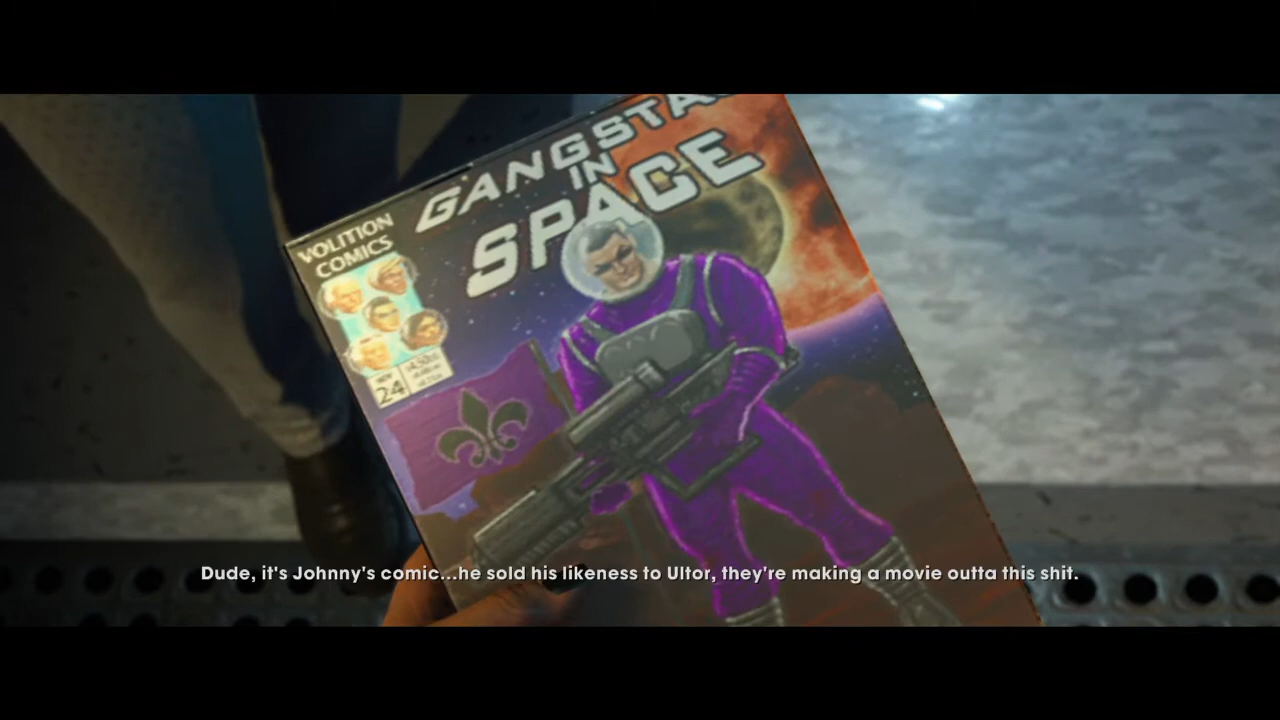 GANGSTAS
IN
SPACE
VOLITION
COMICS
24
Dude, it's Johnny's comic...he sold his likeness to Ultor, they're making a movie outta this shit.